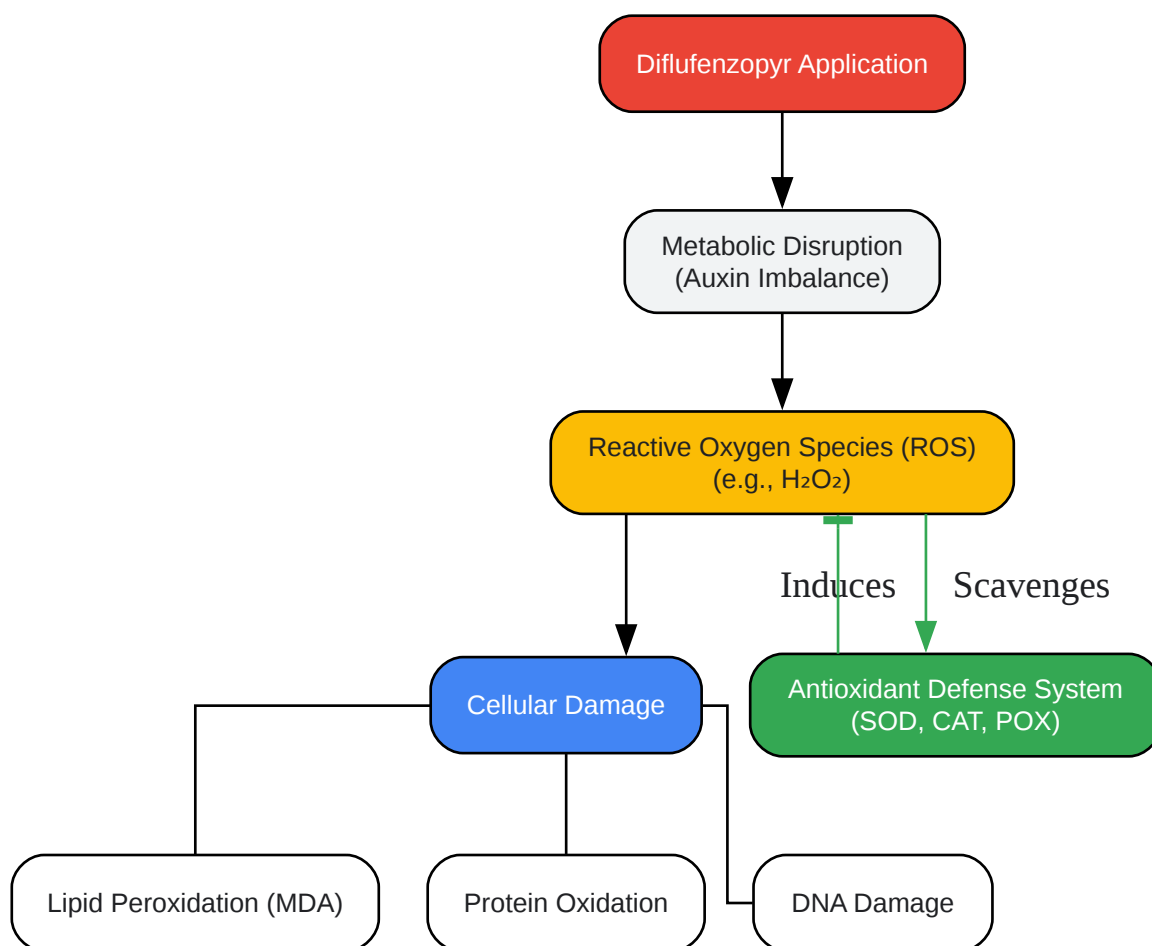 Diflufenzopyr Application
Metabolic Disruption
(Auxin Imbalance)
Reactive Oxygen Species (ROS)
(e.g., H₂O₂)
Induces
Scavenges
Cellular Damage
Antioxidant Defense System
(SOD, CAT, POX)
Lipid Peroxidation (MDA)
Protein Oxidation
DNA Damage